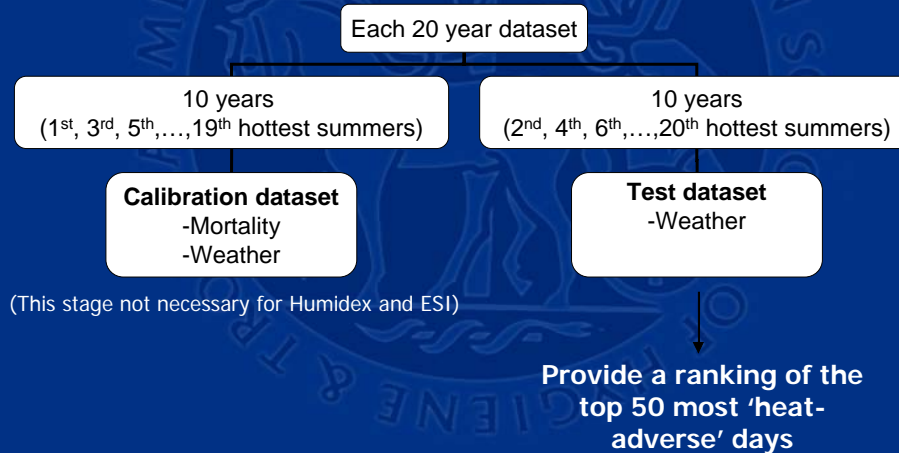 Each 20 year dataset
10 years
(1st, 3rd, 5th,...,19th hottest summers)
10 years
(2nd, 4th, 6th,...,20th hottest summers)
Calibration dataset
-Mortality
-Weather
Test dataset
-Weather
(This stage not necessary for Humidex and ESI)
Provide a ranking of the
top 50 most ‘heat-
adverse’ days